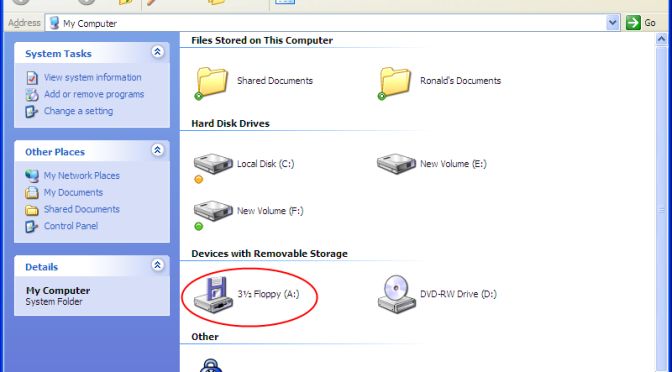 Address My Computer Go
System Tasks
View system information
Add or remove programs
Change a setting
Other Places
My Network Places
My Documents
Shared Documents
Control Panel
Details
My Computer
System Folder
Files Stored on This Computer
Shared Documents Ronald's Documents
Hard Disk Drives
Local Disk (C:) New Volume (E:)
New Volume (F:)
Devices with Removable Storage
3½ Floppy (A:) DVD-RW Drive (D:)
Other